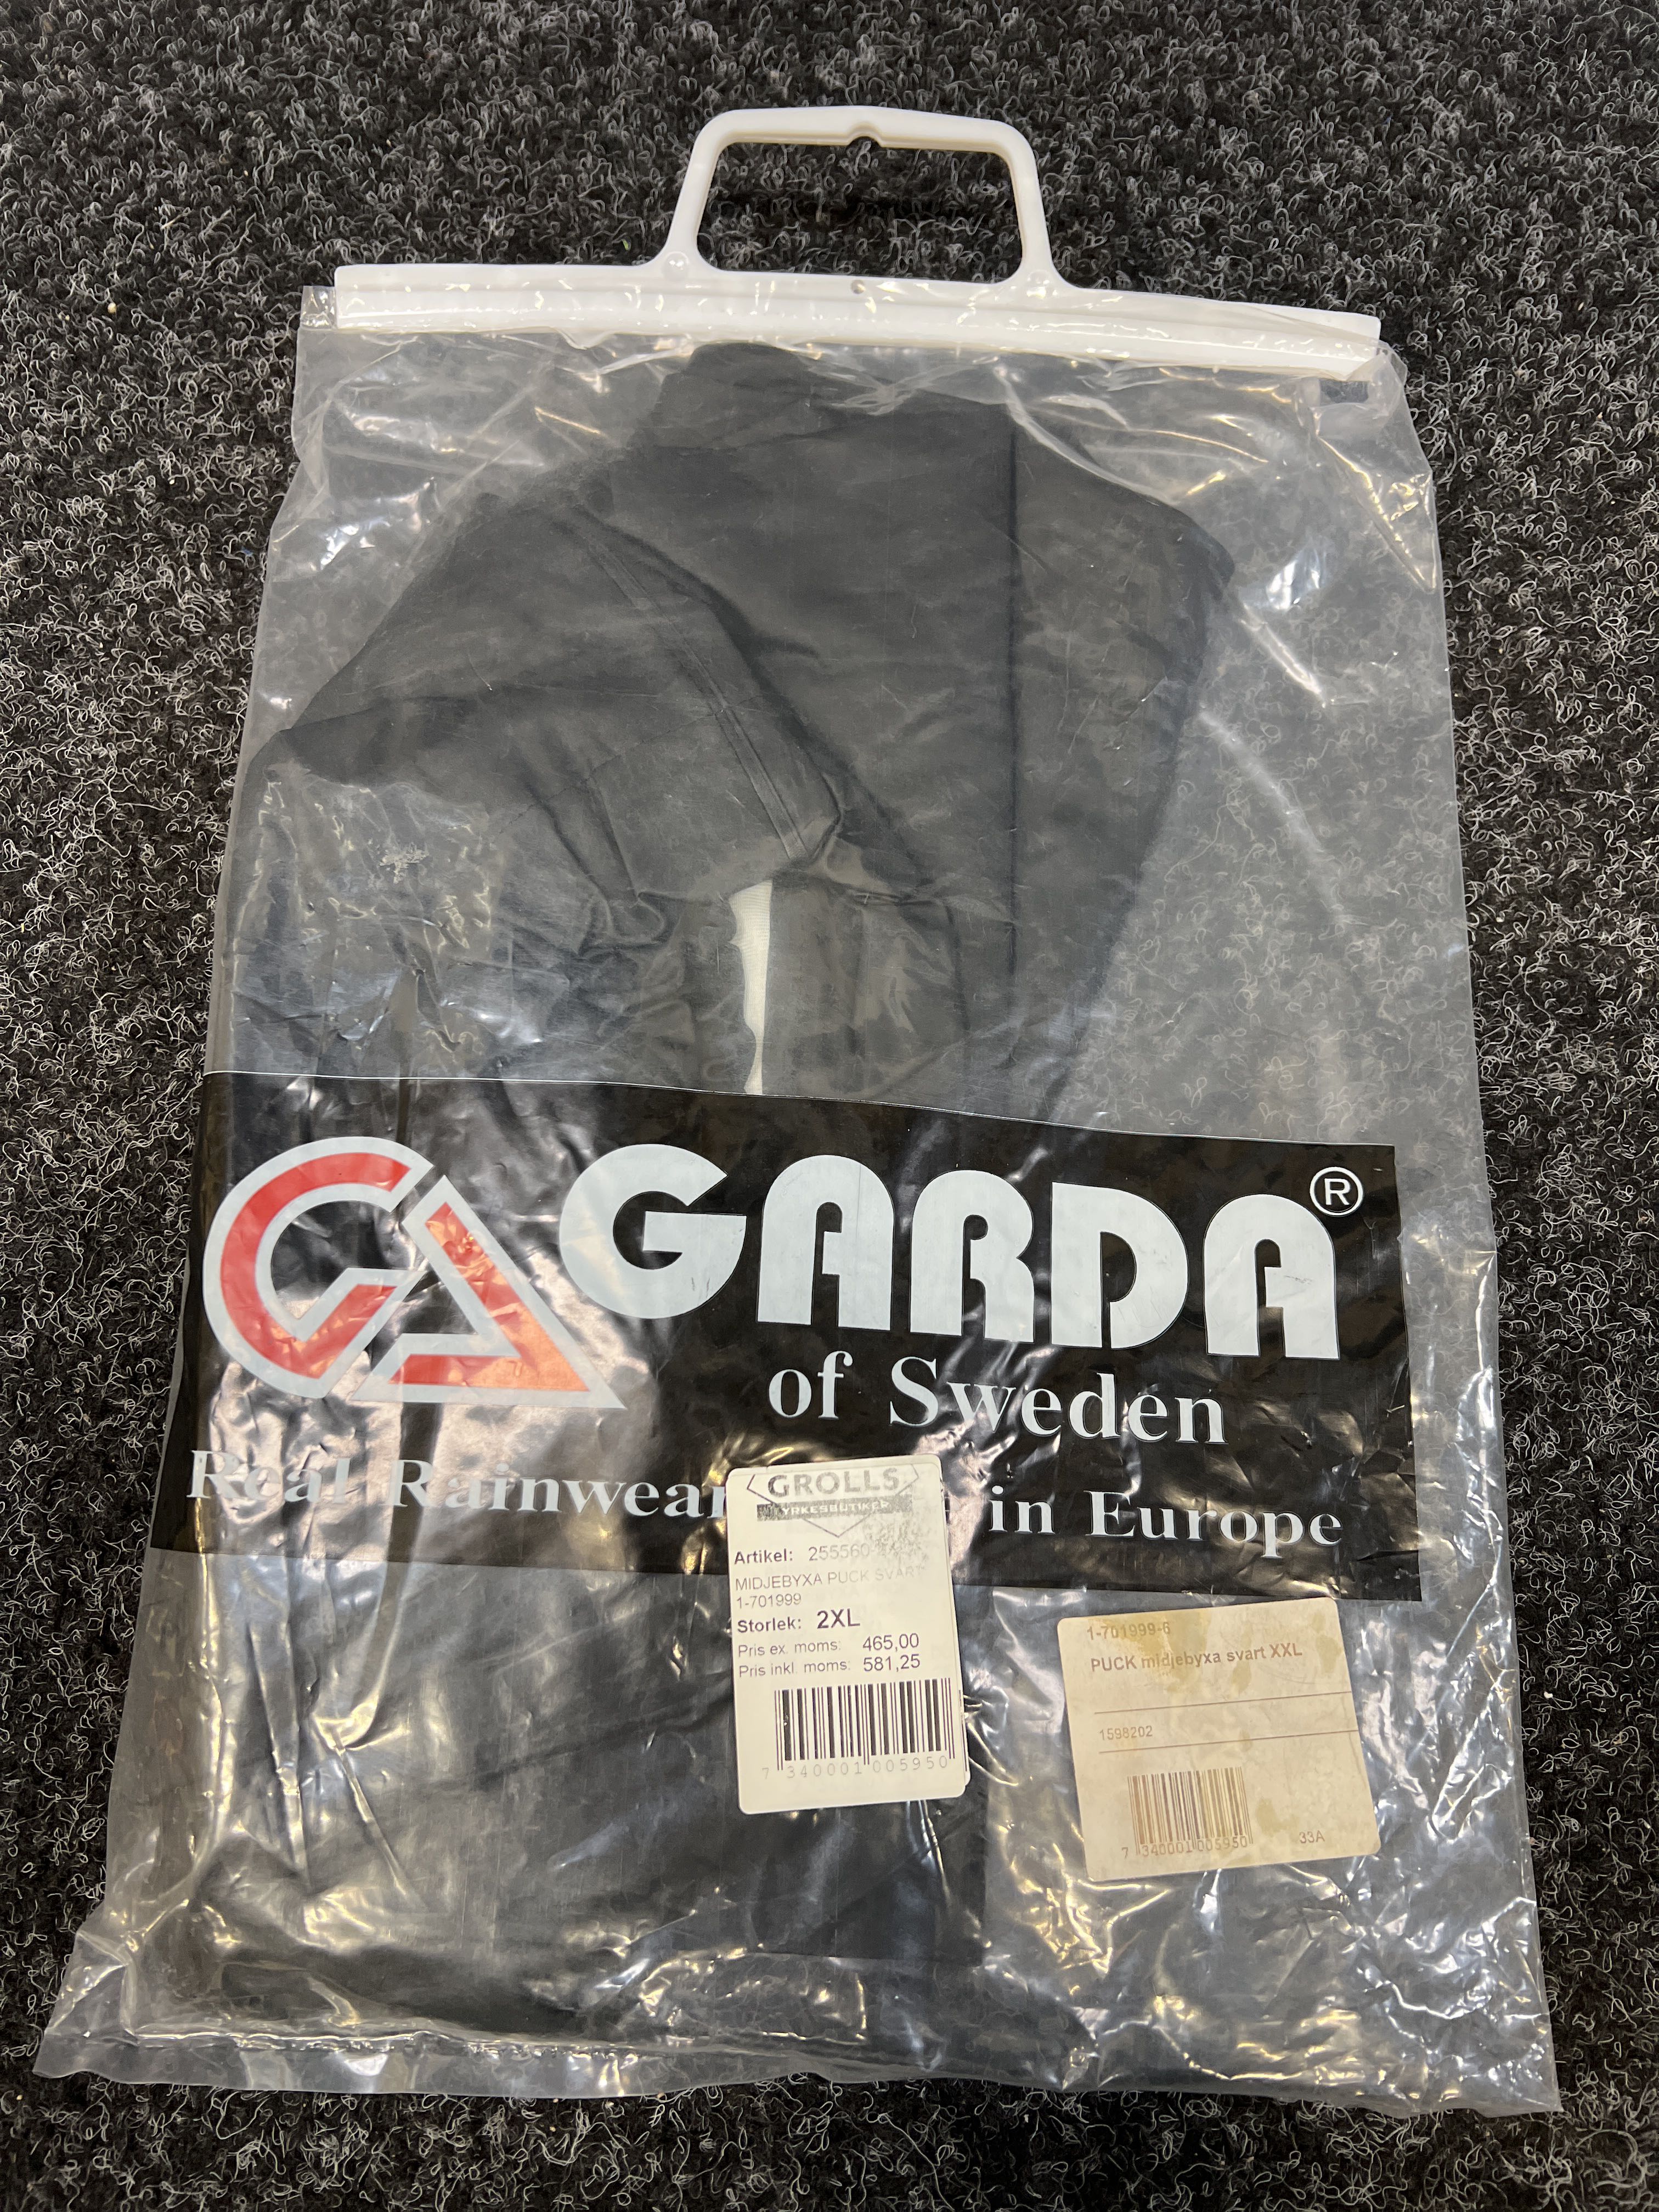 GARDA®
of Sweden
Real Rainwear in Europe
GROLLS
YRKESBUTIKER
Artikel: 255560
MIDJEBYXA PUCK SVART
1-701999
Storlek: 2XL
Pris ex. moms: 465,00
Pris inkl. moms: 581,25
7 340001 005950
1-701999-6
PUCK midjebyxa svart XXL
1598202
7 340001 005950
33A